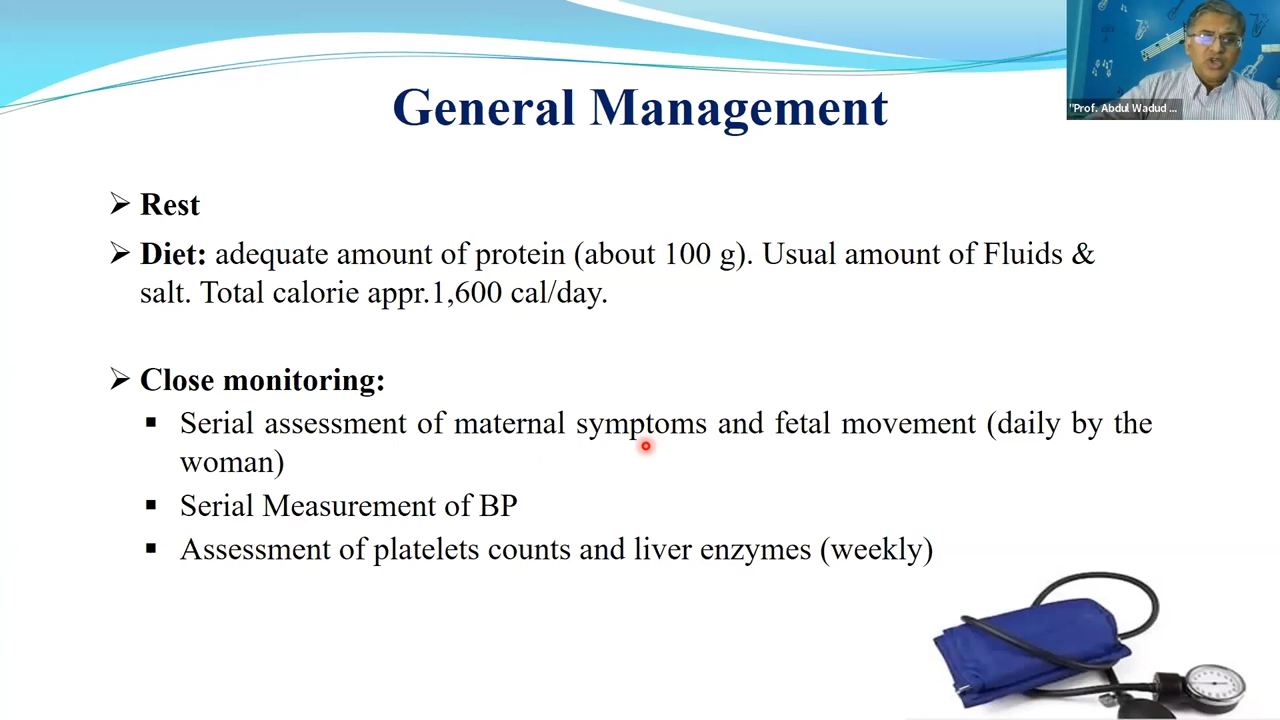 "Prof. Abdul Wadud ...
General Management
Rest
Diet: adequate amount of protein (about 100 g). Usual amount of Fluids &
salt. Total calorie appr.1,600 cal/day.
Close monitoring:
Serial assessment of maternal symptoms and fetal movement (daily by the
woman)
Serial Measurement of BP
Assessment of platelets counts and liver enzymes (weekly)